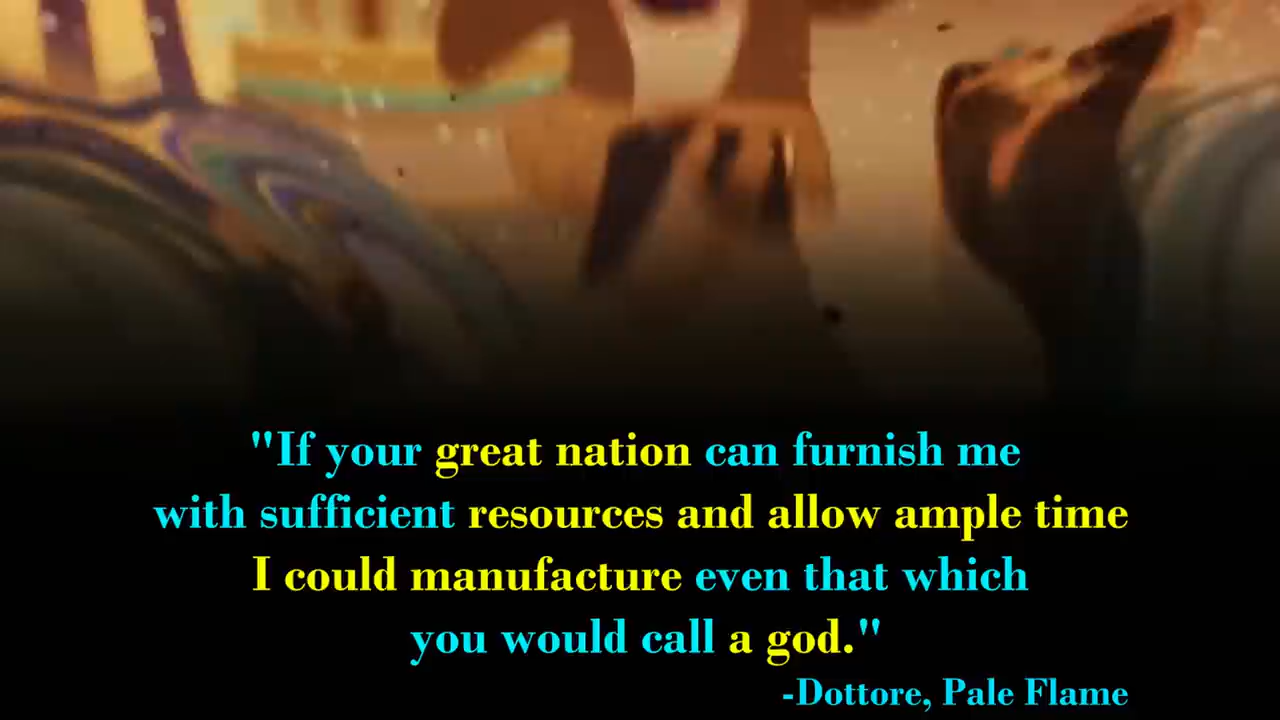 "If your great nation can furnish me
with sufficient resources and allow ample time
I could manufacture even that which
you would call a god."
-Dottore, Pale Flame